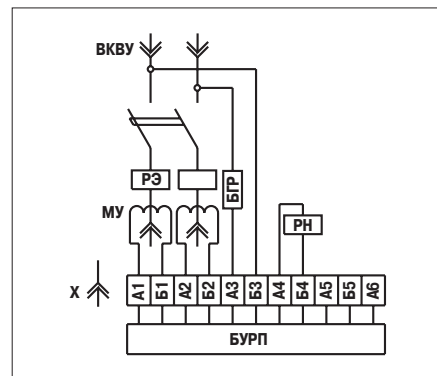 ВКВУ
РЭ
БГР
МУ
РН
Х
А1 Б1 А2 Б2 А3 Б3 А4 Б4 А5 Б5 А6
БУРП